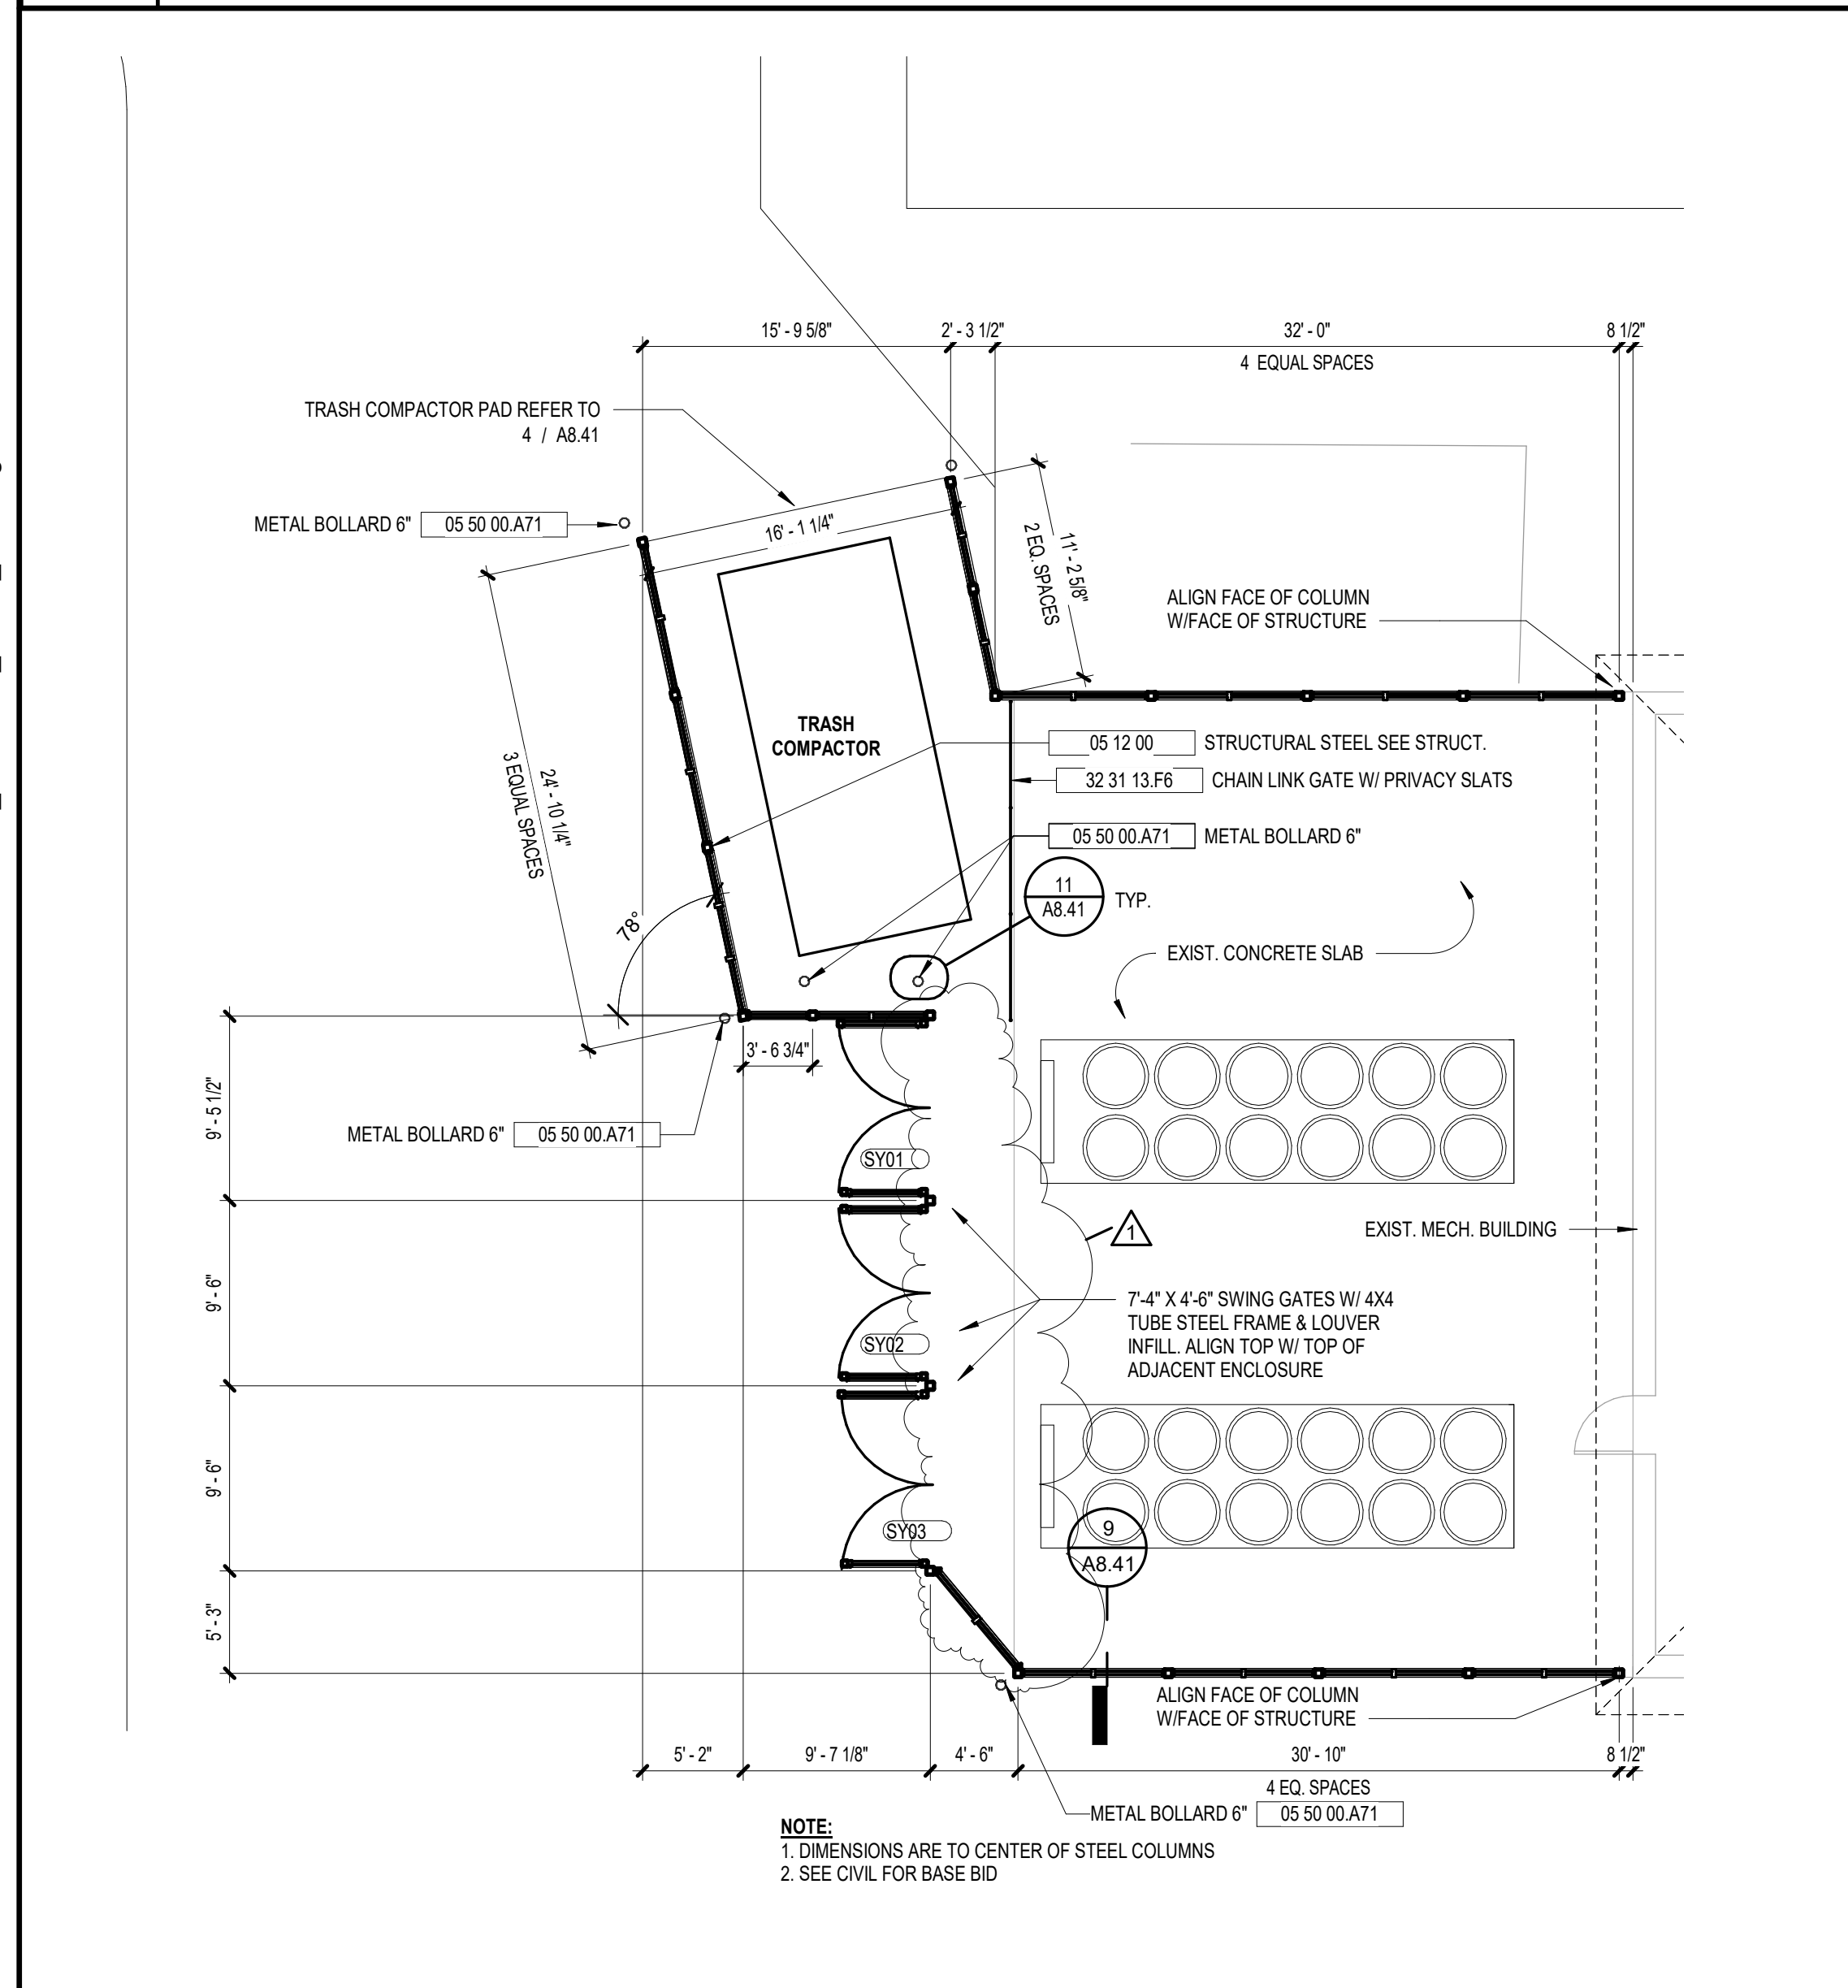 15' - 9 5/8"
2' - 3 1/2"
32' - 0"
8 1/2"
4 EQUAL SPACES
TRASH COMPACTOR PAD REFER TO
4 / A8.41
METAL BOLLARD 6" 05 50 00.A71
16' - 1 1/4"
11' - 2 5/8"
2 EQ. SPACES
ALIGN FACE OF COLUMN
W/FACE OF STRUCTURE
TRASH
COMPACTOR
05 12 00 STRUCTURAL STEEL SEE STRUCT.
32 31 13.F6 CHAIN LINK GATE W/ PRIVACY SLATS
24' - 10 1/4"
3 EQUAL SPACES
05 50 00.A71 METAL BOLLARD 6"
11
A8.41
TYP.
78°
EXIST. CONCRETE SLAB
3' - 6 3/4"
9' - 5 1/2"
METAL BOLLARD 6" 05 50 00.A71
SY01
EXIST. MECH. BUILDING
1
9' - 6"
7'-4" X 4'-6" SWING GATES W/ 4X4
TUBE STEEL FRAME & LOUVER
INFILL. ALIGN TOP W/ TOP OF
ADJACENT ENCLOSURE
SY02
9' - 6"
SY03
9
A8.41
5' - 3"
ALIGN FACE OF COLUMN
W/FACE OF STRUCTURE
5' - 2"
9' - 7 1/8"
4' - 6"
30' - 10"
8 1/2"
4 EQ. SPACES
METAL BOLLARD 6" 05 50 00.A71
NOTE:
1. DIMENSIONS ARE TO CENTER OF STEEL COLUMNS
2. SEE CIVIL FOR BASE BID